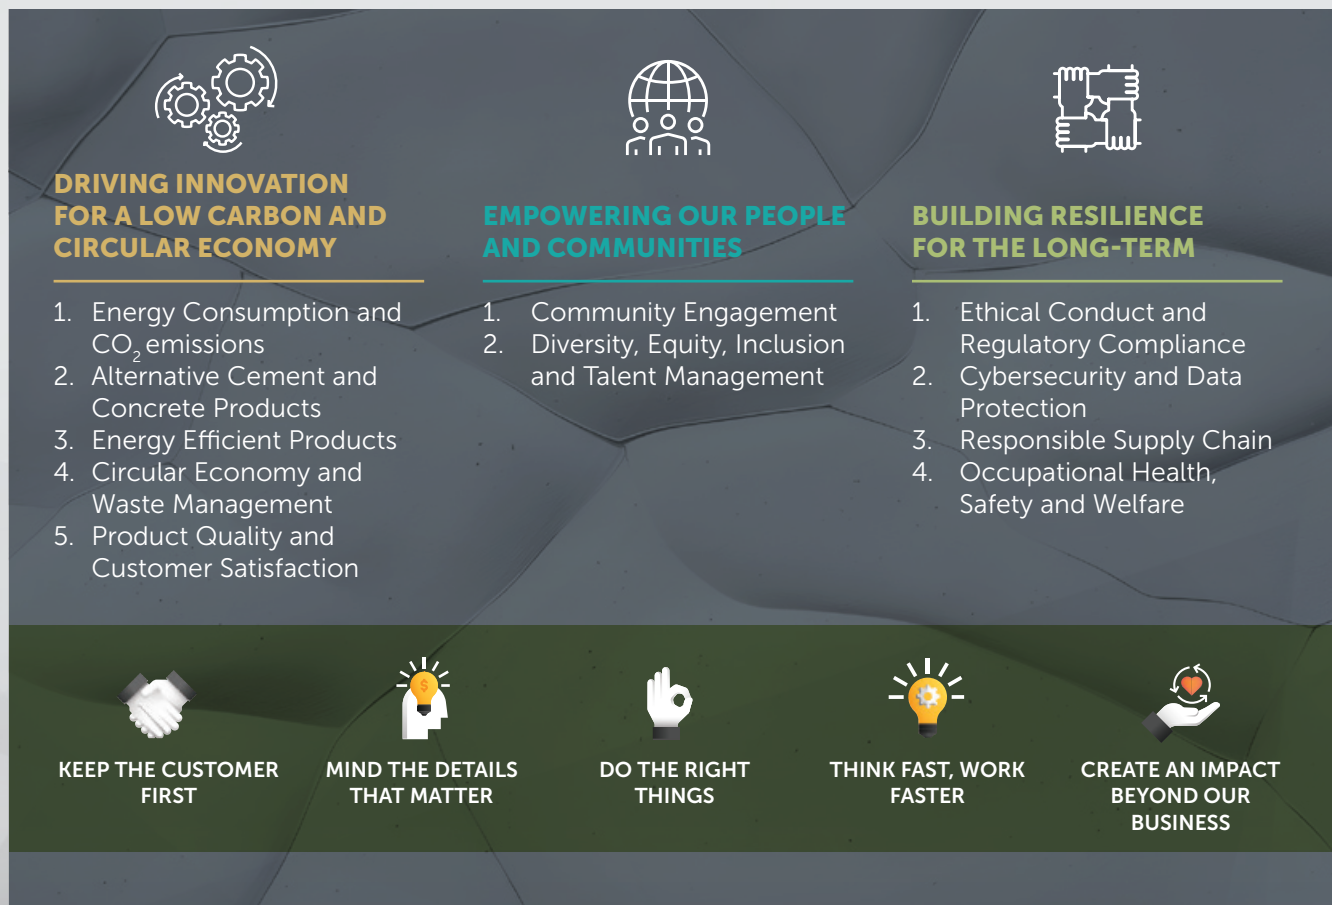 DRIVING INNOVATION
FOR A LOW CARBON AND
CIRCULAR ECONOMY
1. Energy Consumption and
CO2 emissions
2. Alternative Cement and
Concrete Products
3. Energy Efficient Products
4. Circular Economy and
Waste Management
5. Product Quality and
Customer Satisfaction
EMPOWERING OUR PEOPLE
AND COMMUNITIES
1. Community Engagement
2. Diversity, Equity, Inclusion
and Talent Management
BUILDING RESILIENCE
FOR THE LONG-TERM
1. Ethical Conduct and
Regulatory Compliance
2. Cybersecurity and Data
Protection
3. Responsible Supply Chain
4. Occupational Health,
Safety and Welfare
KEEP THE CUSTOMER
FIRST
$
MIND THE DETAILS
THAT MATTER
DO THE RIGHT
THINGS
THINK FAST, WORK
FASTER
CREATE AN IMPACT
BEYOND OUR
BUSINESS